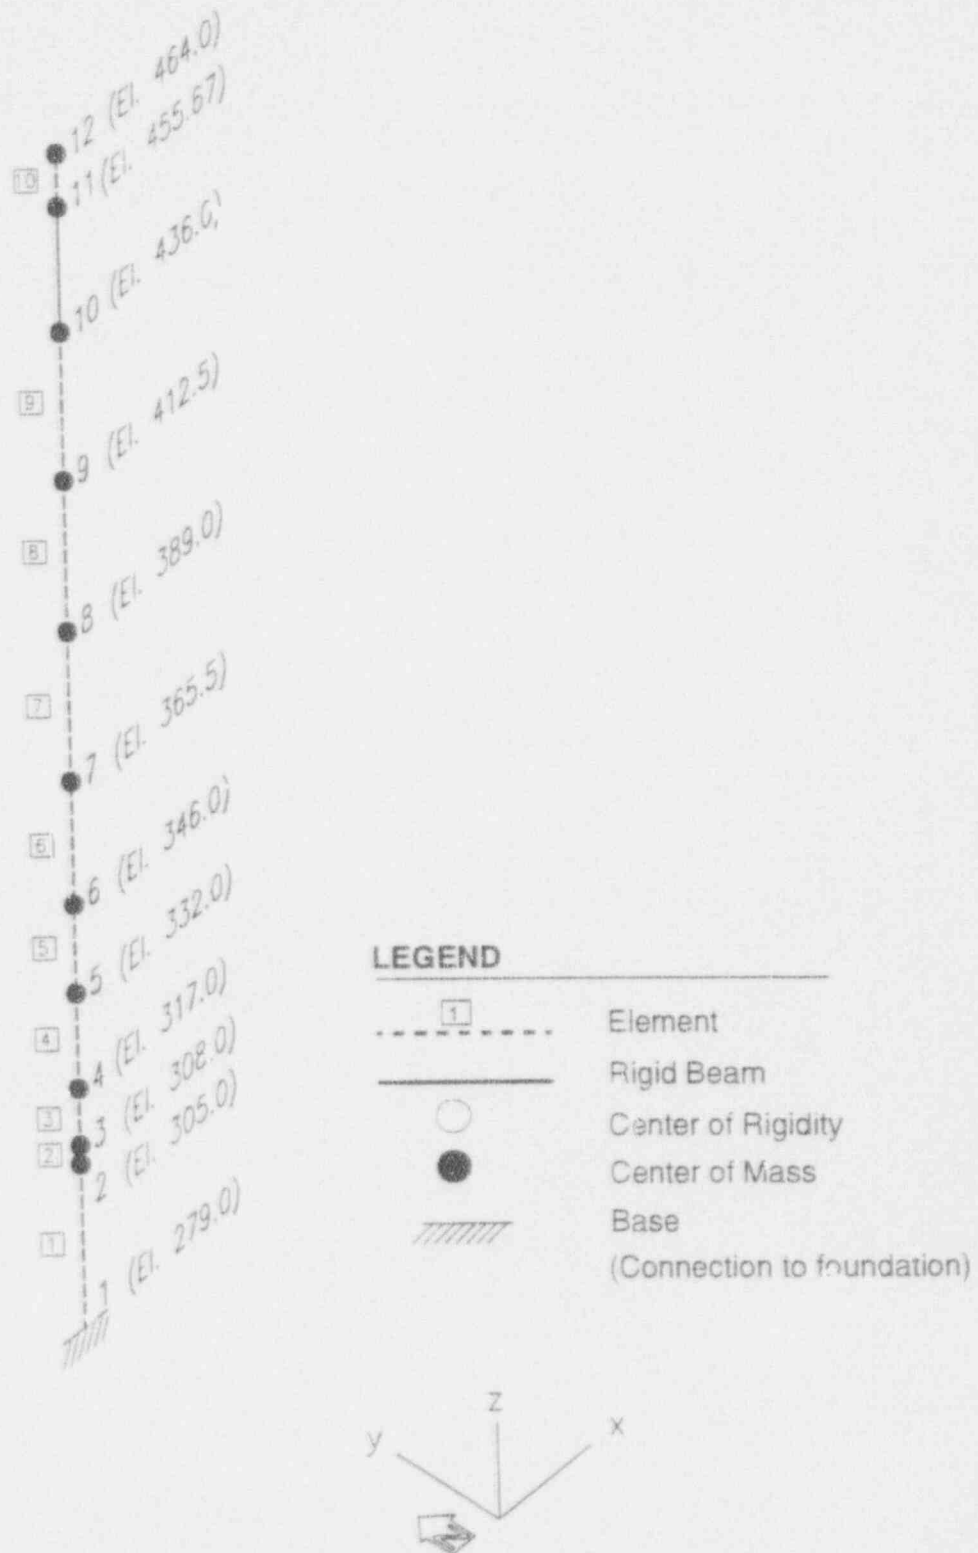 12 (El. 464.0)
11 (El. 455.67)
10
10 (El. 436.0)
9
9 (El. 412.5)
8
8 (El. 389.0)
7
7 (El. 365.5)
6
6 (El. 346.0)
5
5 (El. 332.0)
4
4 (El. 317.0)
3
3 (El. 308.0)
2
2 (El. 305.0)
1
1 (El. 279.0)
LEGEND
1
Element
Rigid Beam
Center of Rigidity
Center of Mass
Base
(Connection to foundation)
z
y
x
N